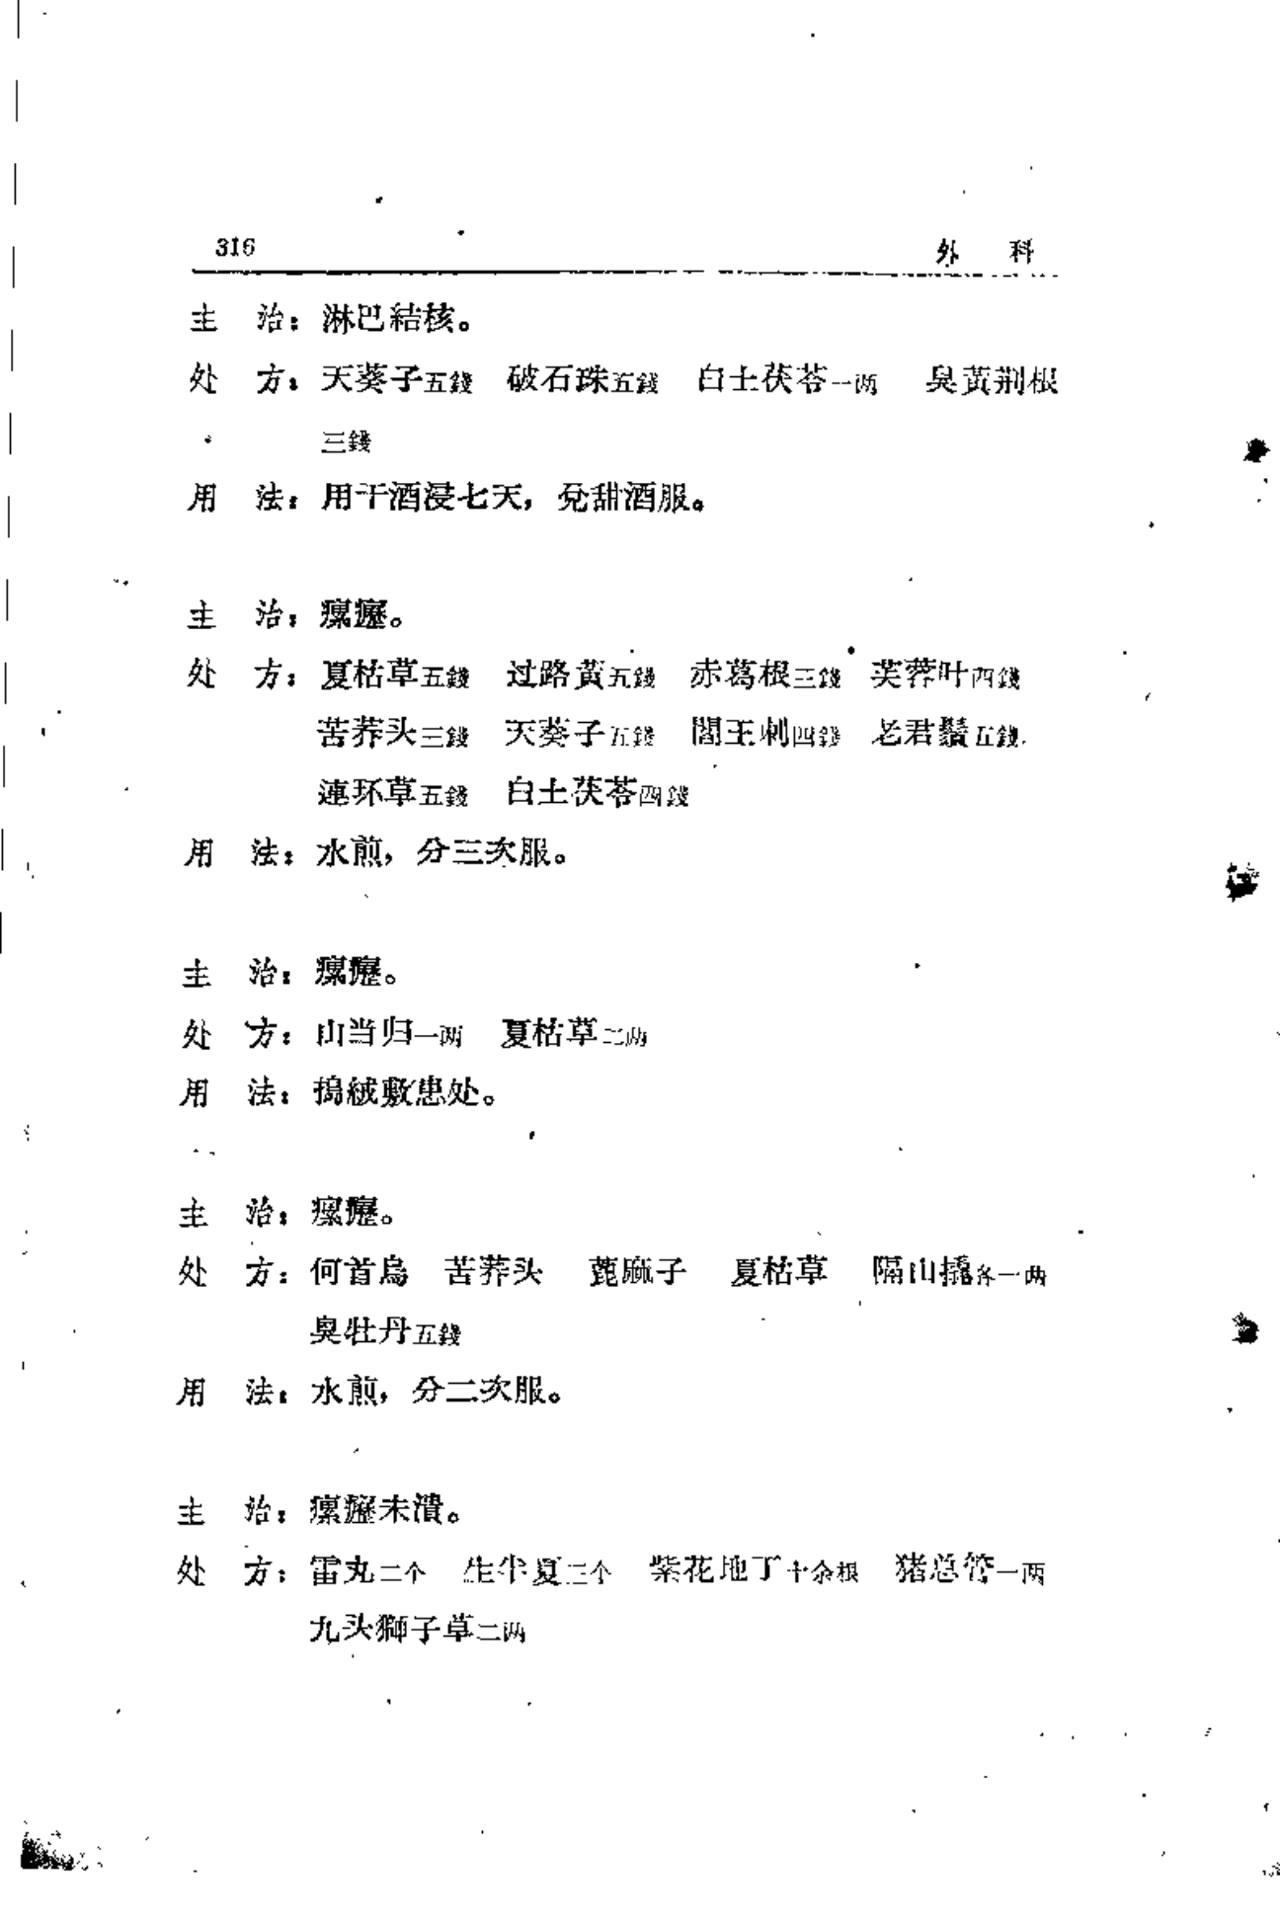 316 外 科
主 治：淋巴結核。
处 方：天葵子五錢 破石珠五錢 白土茯苓一两 臭黃荆根
三錢
用 法：用干酒浸七天，兌甜酒服。
主 治：瘰癧。
处 方：夏枯草五錢 过路黃五錢 赤葛根三錢 芙蓉叶四錢
苦荞头三錢 天葵子五錢 閻王刺四錢 老君鬚五錢
連环草五錢 白土茯苓四錢
用 法：水煎，分三次服。
主 治：瘰癧。
处 方：山当归一两 夏枯草二两
用 法：搗絨敷患处。
主 治：瘰癧。
处 方：何首烏 苦荞头 萞麻子 夏枯草 隔山撬各一两
臭牡丹五錢
用 法：水煎，分二次服。
主 治：瘰癧未潰。
处 方：雷丸二个 生半夏三个 紫花地丁十余根 猪总管一两
九头獅子草二两